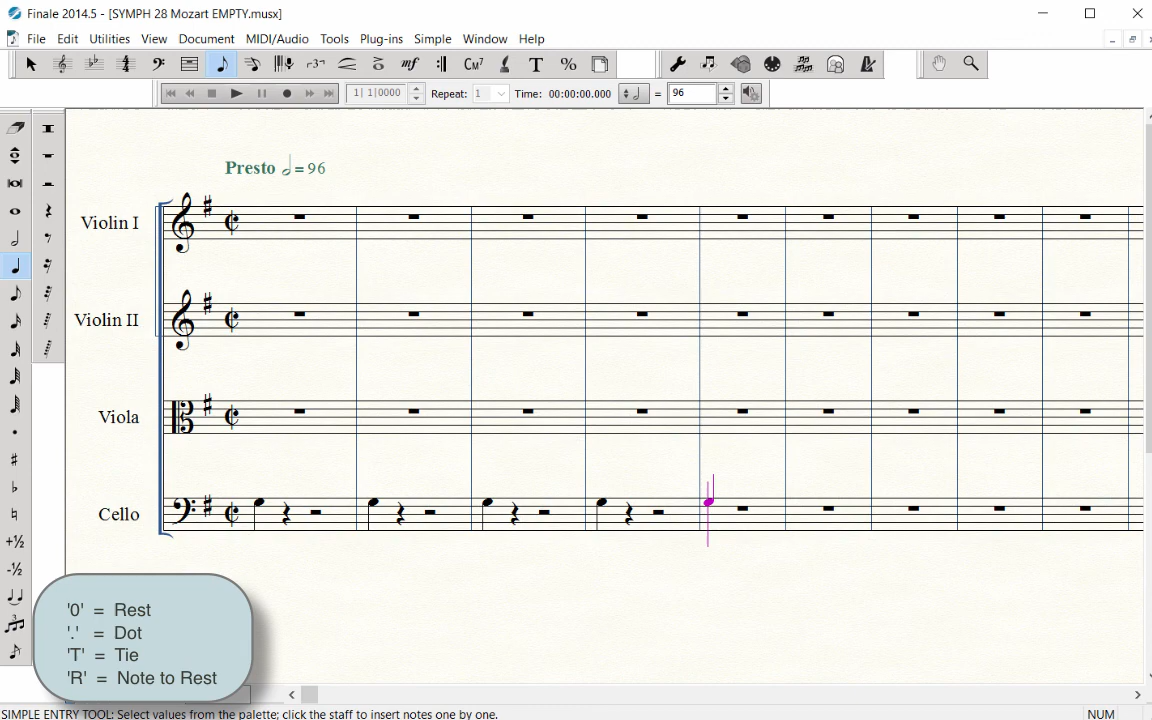 Finale 2014.5 - [SYMPH 28 Mozart EMPTY.musx]
File Edit Utilities View Document MIDI/Audio Tools Plug-ins Simple Window Help
mf CM7 T %
1| 1|0000 Repeat: 1 Time: 00:00:00.000 = 96
Presto = 96
Violin I
Violin II
Viola
Cello
+½
-½
'0' = Rest
'.' = Dot
'T' = Tie
'R' = Note to Rest
SIMPLE ENTRY TOOL: Select values from the palette; click the staff to insert notes one by one. NUM